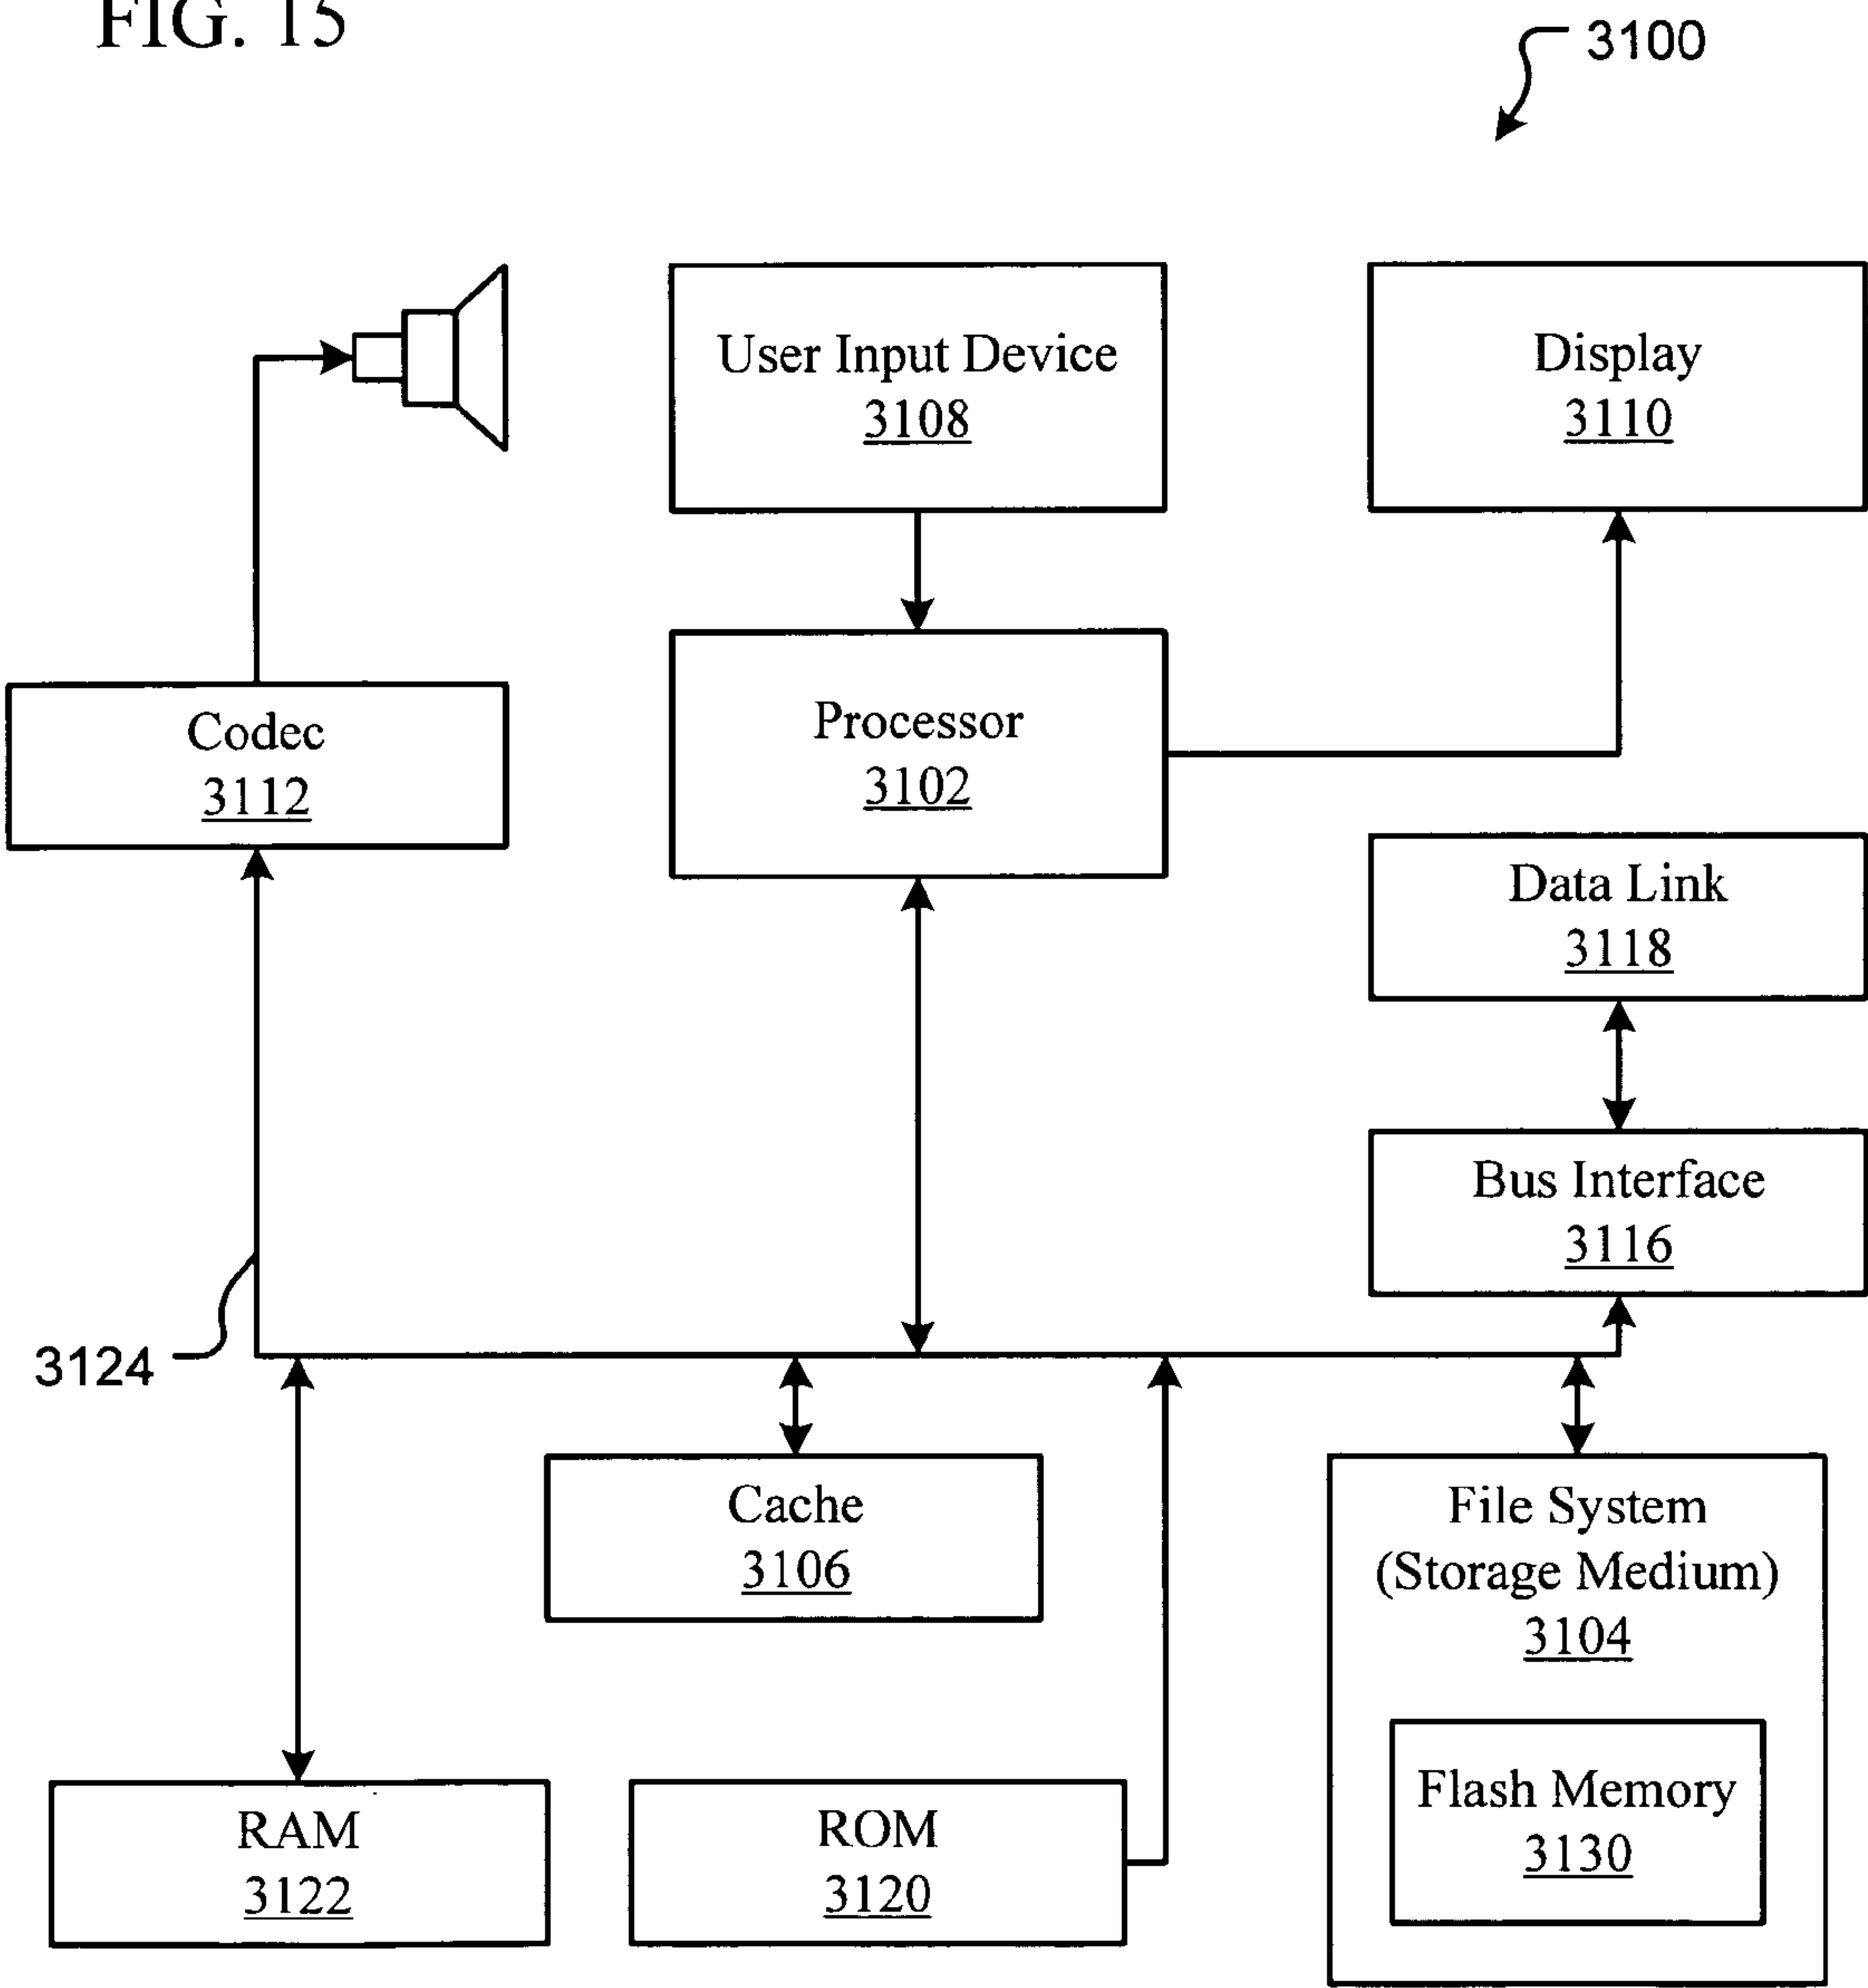 FIG. 15
3100
User Input Device
3108
Display
3110
Codec
3112
Processor
3102
Data Link
3118
Bus Interface
3116
3124
Cache
3106
File System
(Storage Medium)
3104
Flash Memory
3130
RAM
3122
ROM
3120